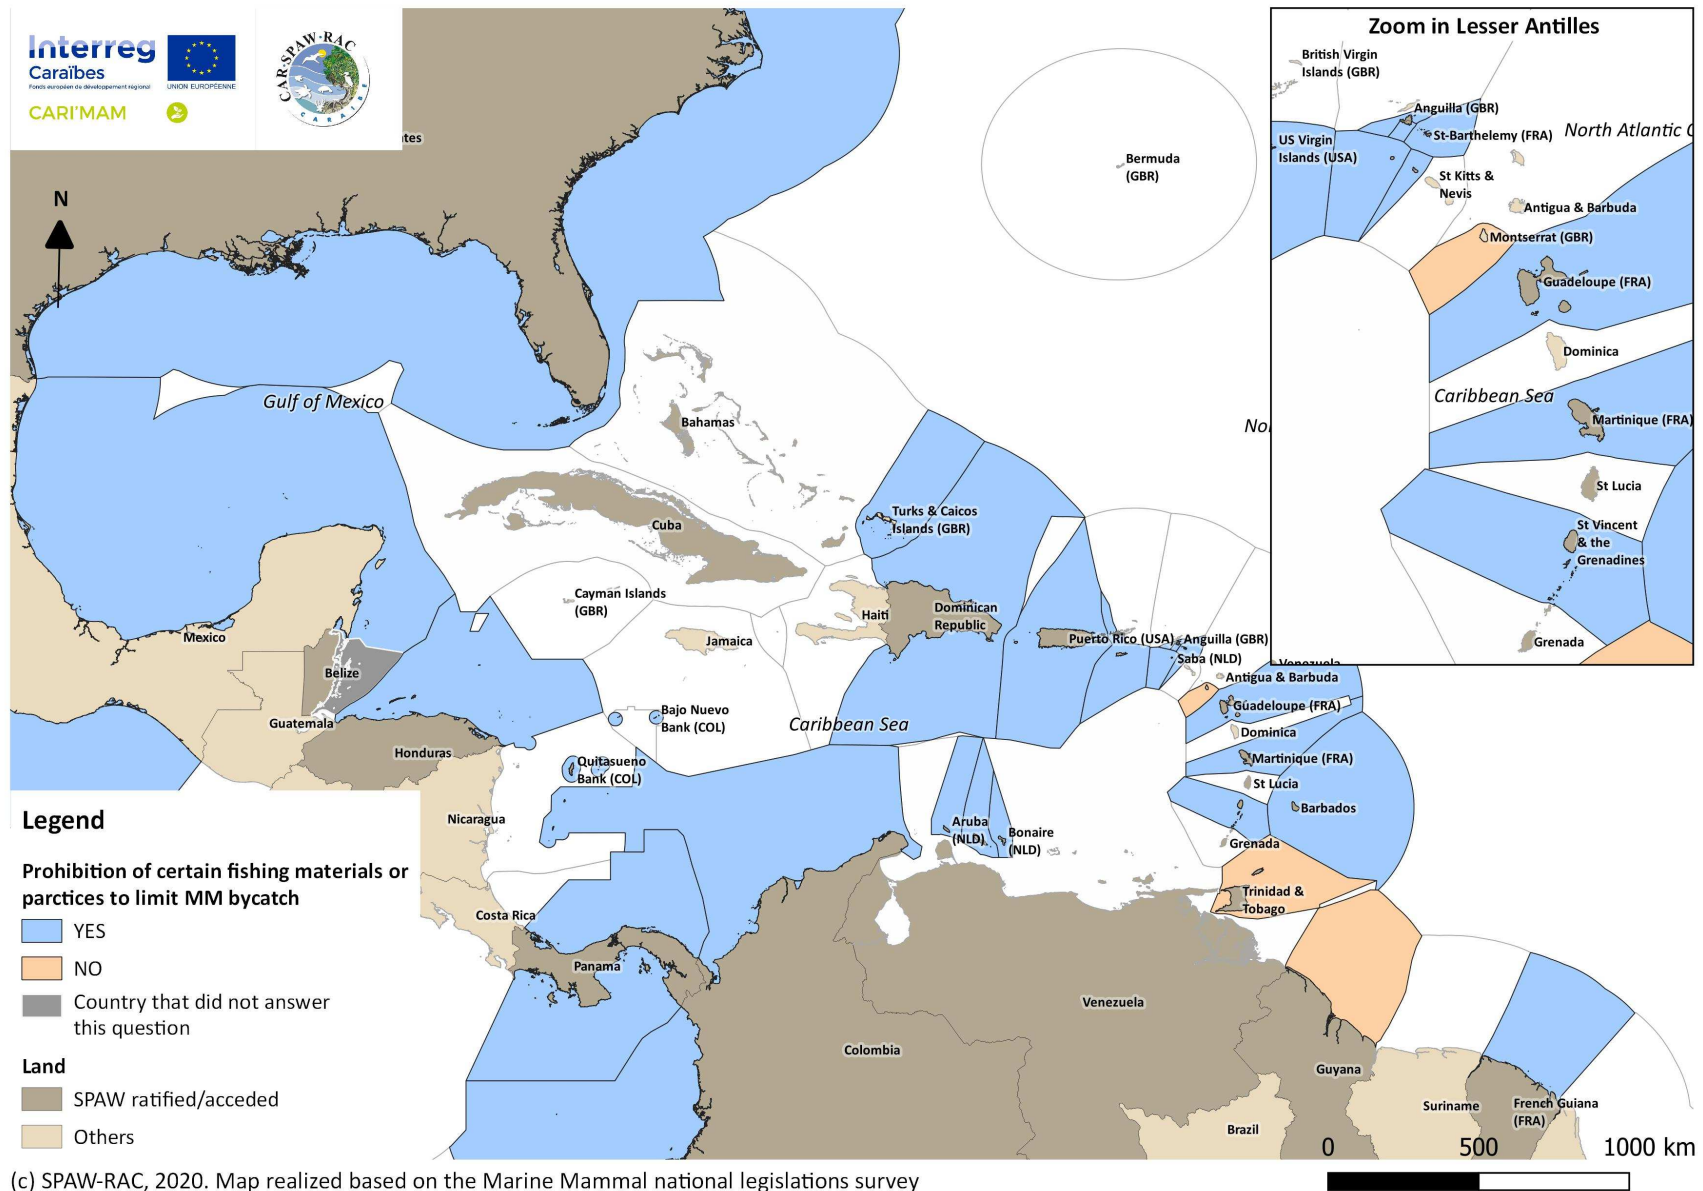 Interreg
Caraïbes
Fonds européen de développement régional
UNION EUROPÉENNE
CARI'MAM
CAR-SPAW-RAC
CARAIBE
N
tes
Gulf of Mexico
Bermuda
(GBR)
Bahamas
Cuba
Turks & Caicos
Islands (GBR)
Cayman Islands
(GBR)
Jamaica
Haiti
Dominican
Republic
Puerto Rico (USA)
Anguilla (GBR)
Saba (NLD)
Antigua & Barbuda
Guadeloupe (FRA)
Dominica
Martinique (FRA)
St Lucia
Barbados
Grenada
Trinidad &
Tobago
Venezuela
Mexico
Belize
Guatemala
Honduras
Nicaragua
Costa Rica
Panama
Bajo Nuevo
Bank (COL)
Quitasueno
Bank (COL)
Caribbean Sea
Aruba
(NLD)
Bonaire
(NLD)
Venezuela
Colombia
Guyana
Suriname
French Guiana
(FRA)
Brazil
Zoom in Lesser Antilles
British Virgin
Islands (GBR)
Anguilla (GBR)
St-Barthelemy (FRA)
North Atlantic
US Virgin
Islands (USA)
St Kitts &
Nevis
Antigua & Barbuda
Montserrat (GBR)
Guadeloupe (FRA)
Dominica
Caribbean Sea
Martinique (FRA)
St Lucia
St Vincent
& the
Grenadines
Grenada
Legend
Prohibition of certain fishing materials or
parctices to limit MM bycatch
YES
NO
Country that did not answer
this question
Land
SPAW ratified/acceded
Others
0 500 1000 km
(c) SPAW-RAC, 2020. Map realized based on the Marine Mammal national legislations survey